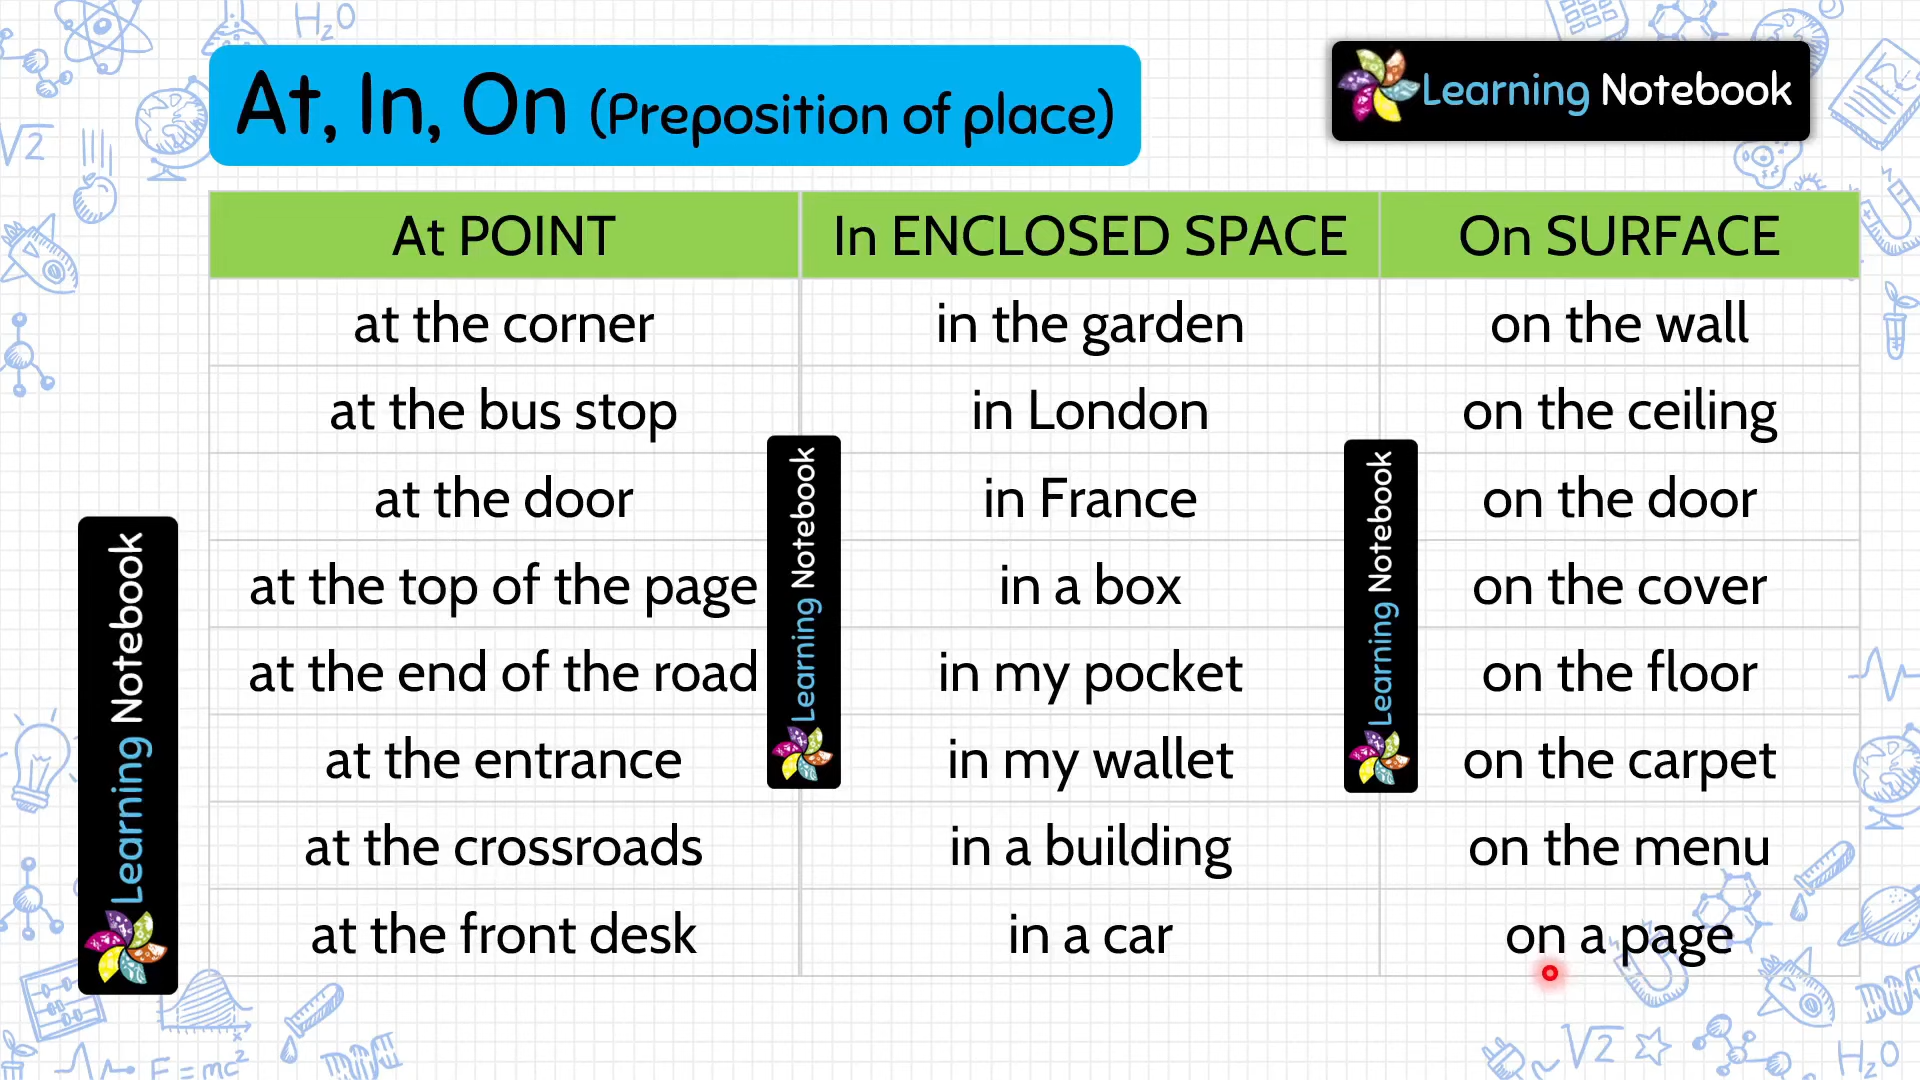 H₂O
At, In, On (Preposition of place)
Learning Notebook
√2
At POINT In ENCLOSED SPACE On SURFACE
at the corner in the garden on the wall
at the bus stop in London on the ceiling
at the door in France on the door
at the top of the page in a box on the cover
at the end of the road in my pocket on the floor
at the entrance in my wallet on the carpet
at the crossroads in a building on the menu
at the front desk in a car on a page
Learning Notebook
Learning Notebook
Learning Notebook
E=mc²
√2
H₂O